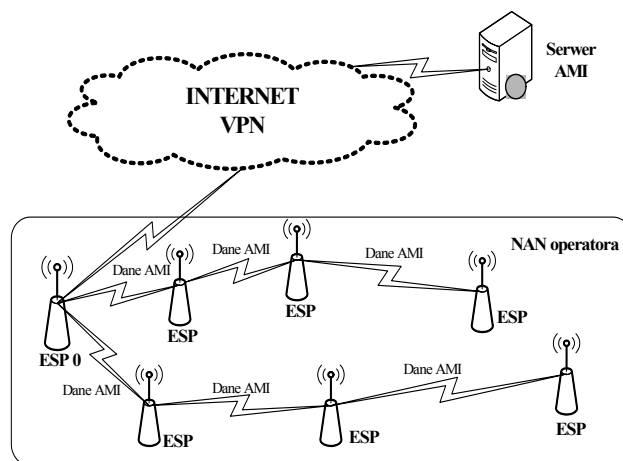 Serwer
AMI
INTERNET
VPN
NAN operatora
Dane AMI
Dane AMI
Dane AMI
ESP
ESP
ESP
ESP 0
Dane AMI
Dane AMI
Dane AMI
ESP
ESP
ESP